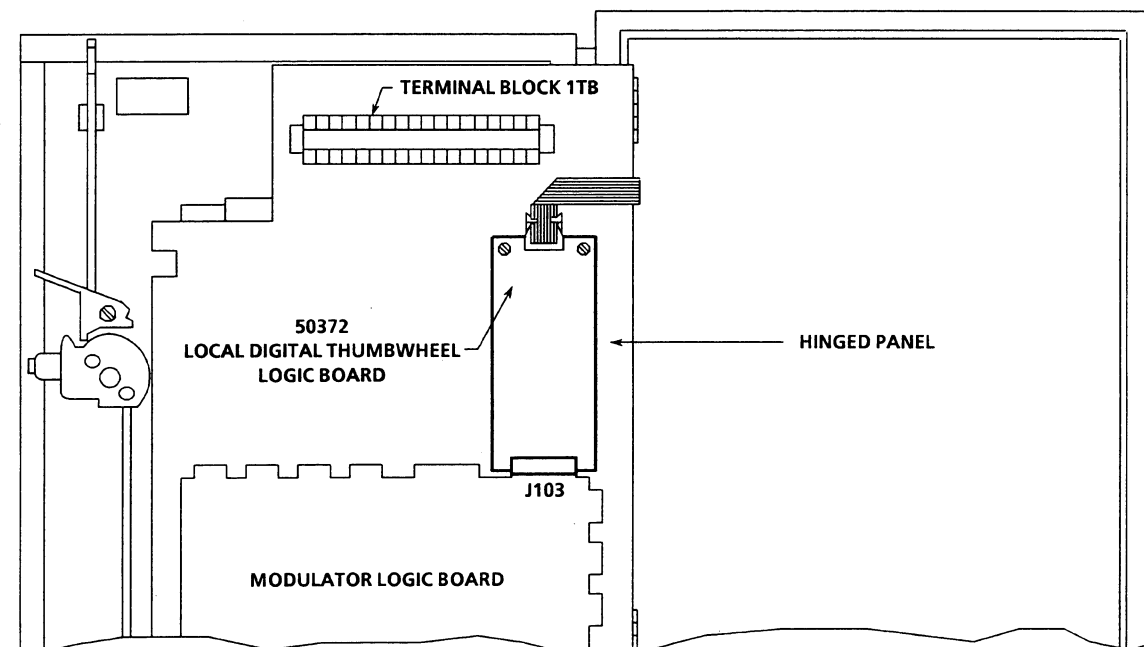 TERMINAL BLOCK 1TB
50372
LOCAL DIGITAL THUMBWHEEL
LOGIC BOARD
HINGED PANEL
J103
MODULATOR LOGIC BOARD